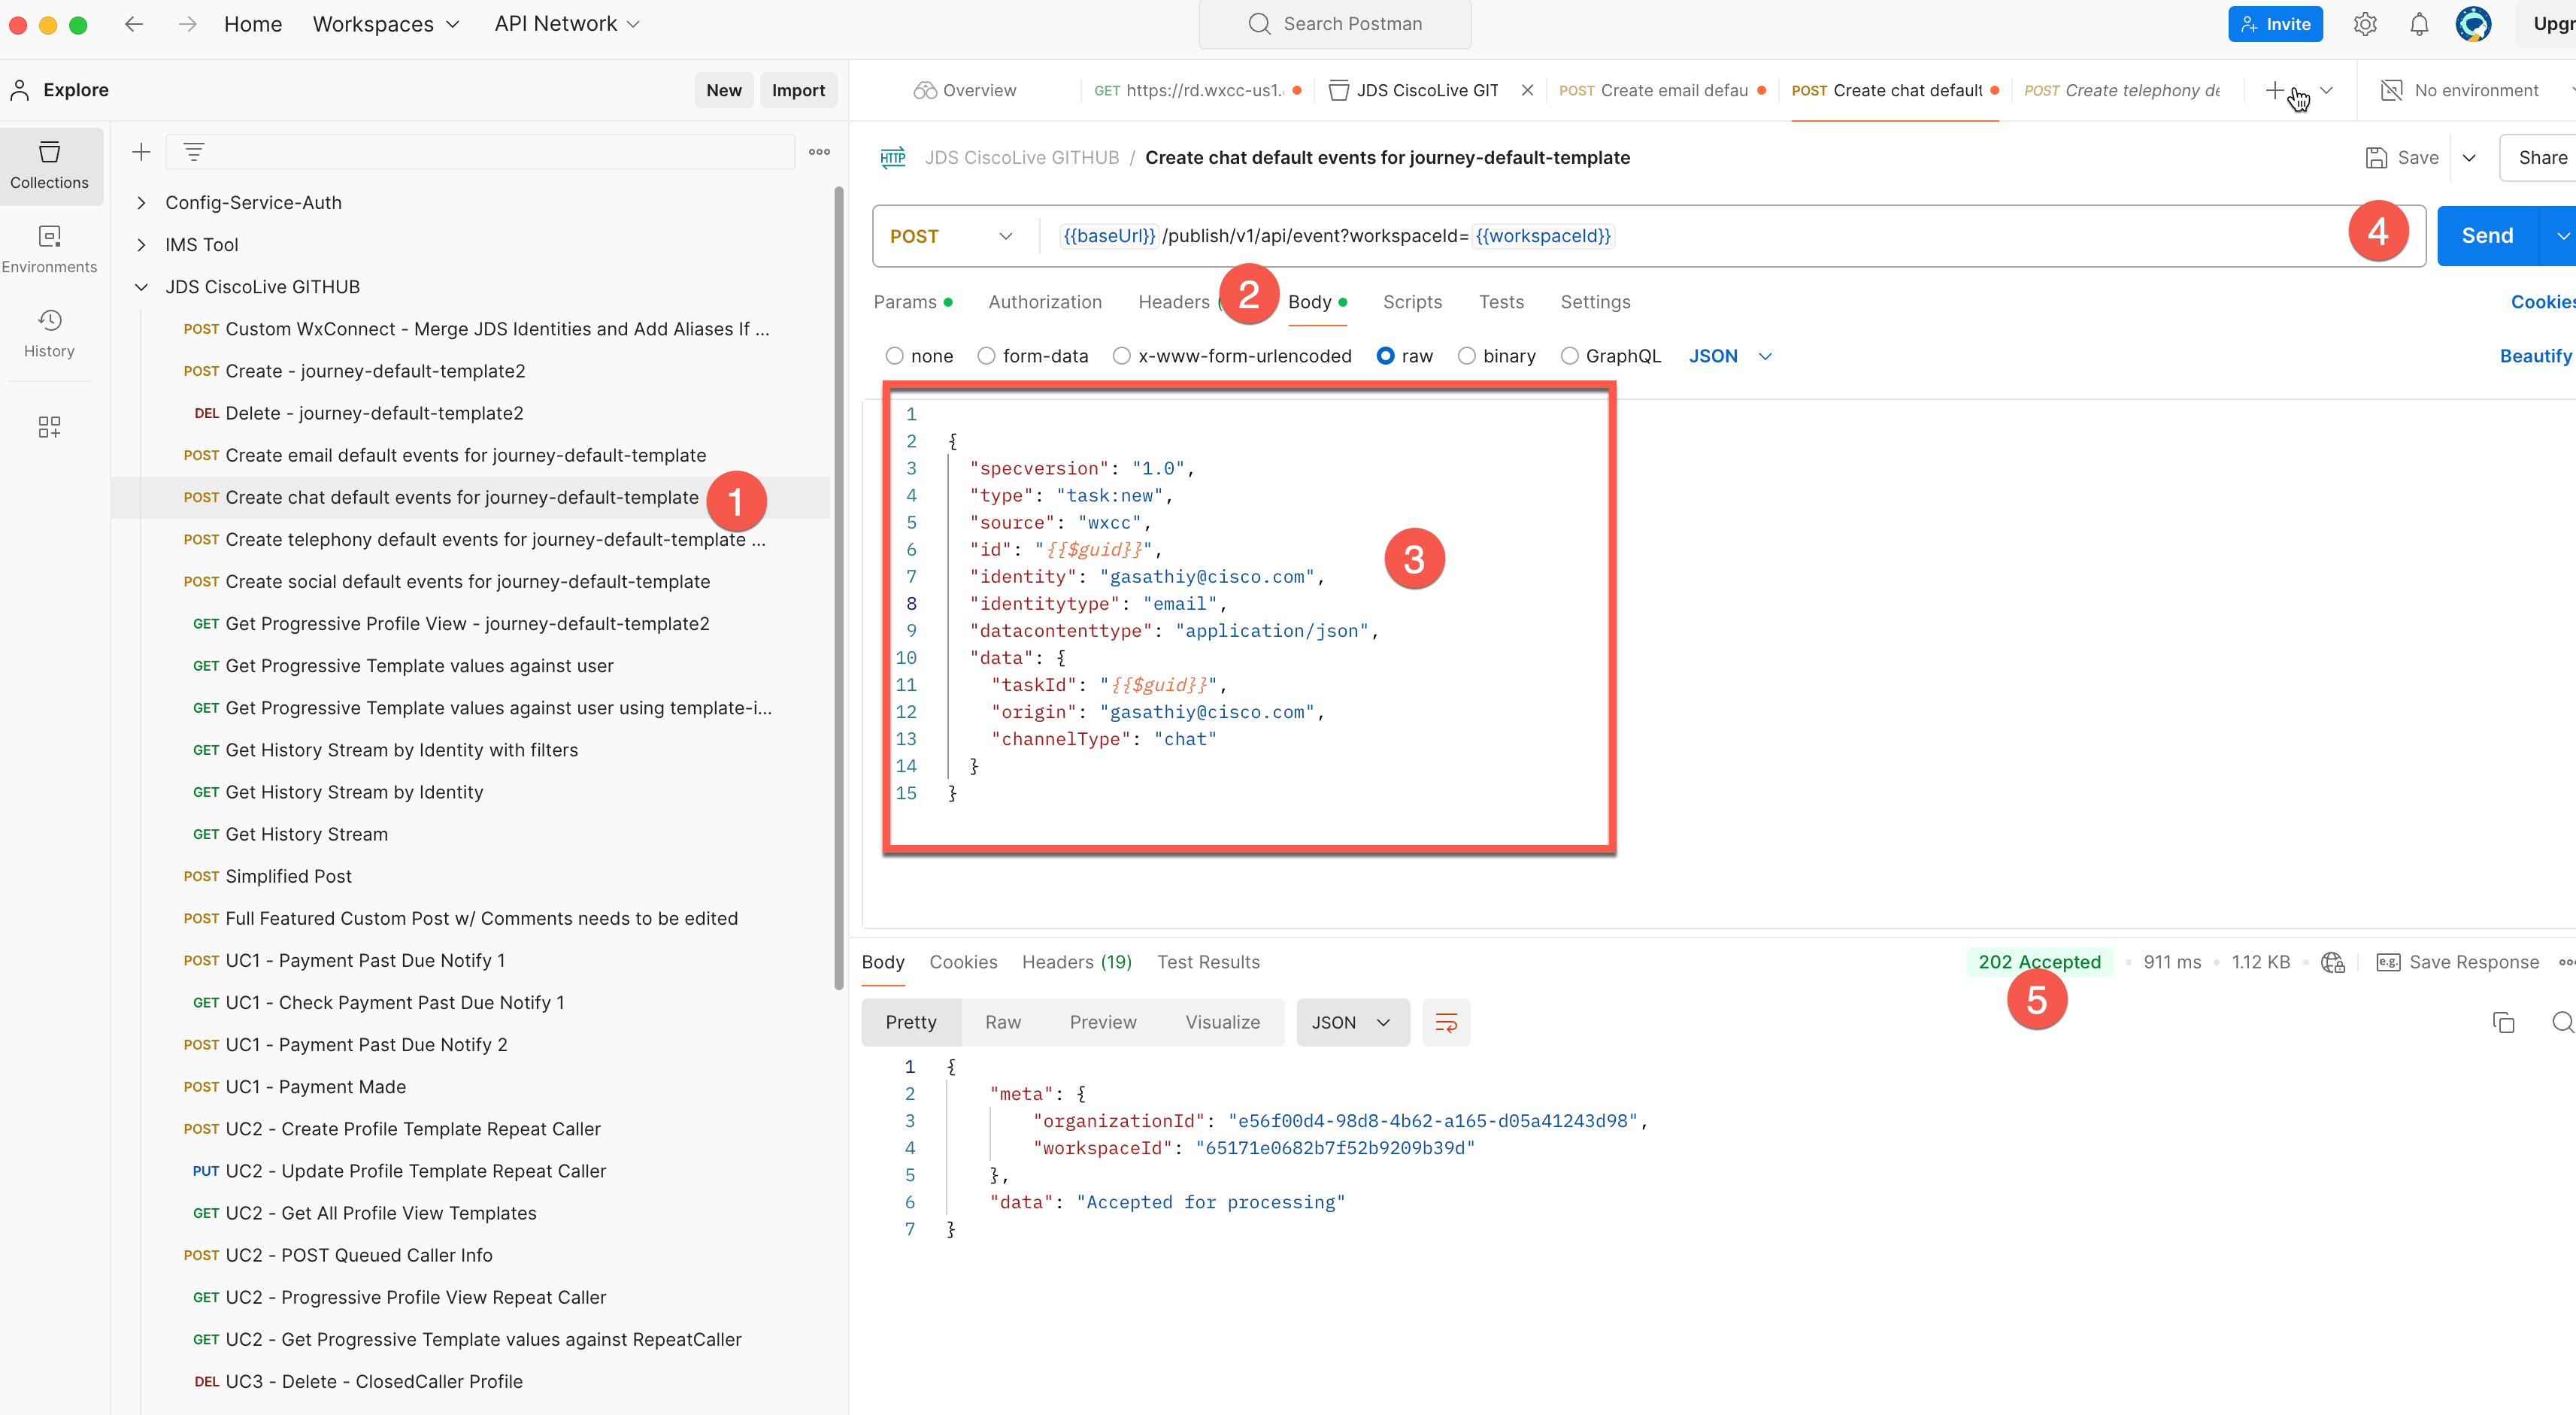 Home Workspaces API Network
Search Postman
Invite
Upgr
Explore New Import
Overview
GET https://rd.wxcc-us1.
JDS CiscoLive GIT
POST Create email defau
POST Create chat default
POST Create telephony de
No environment
Collections
Environments
History
Config-Service-Auth
IMS Tool
JDS CiscoLive GITHUB
POST Custom WxConnect - Merge JDS Identities and Add Aliases If ...
POST Create - journey-default-template2
DEL Delete - journey-default-template2
POST Create email default events for journey-default-template
POST Create chat default events for journey-default-template
1
POST Create telephony default events for journey-default-template ...
POST Create social default events for journey-default-template
GET Get Progressive Profile View - journey-default-template2
GET Get Progressive Template values against user
GET Get Progressive Template values against user using template-i...
GET Get History Stream by Identity with filters
GET Get History Stream by Identity
GET Get History Stream
POST Simplified Post
POST Full Featured Custom Post w/ Comments needs to be edited
POST UC1 - Payment Past Due Notify 1
GET UC1 - Check Payment Past Due Notify 1
POST UC1 - Payment Past Due Notify 2
POST UC1 - Payment Made
POST UC2 - Create Profile Template Repeat Caller
PUT UC2 - Update Profile Template Repeat Caller
GET UC2 - Get All Profile View Templates
POST UC2 - POST Queued Caller Info
GET UC2 - Progressive Profile View Repeat Caller
GET UC2 - Get Progressive Template values against RepeatCaller
DEL UC3 - Delete - ClosedCaller Profile
HTTP JDS CiscoLive GITHUB / Create chat default events for journey-default-template
Save Share
POST {{baseUrl}}/publish/v1/api/event?workspaceId={{workspaceId}}
4
Send
Params Authorization Headers ( 2 Body Scripts Tests Settings
Cookies
none form-data x-www-form-urlencoded raw binary GraphQL JSON
Beautify
1
2 {
3 "specversion": "1.0",
4 "type": "task:new",
5 "source": "wxcc",
6 "id": "{{$guid}}",
7 "identity": "gasathiy@cisco.com",
8 "identitytype": "email",
9 "datacontenttype": "application/json",
10 "data": {
11 "taskId": "{{$guid}}",
12 "origin": "gasathiy@cisco.com",
13 "channelType": "chat"
14 }
15 }
3
Body Cookies Headers (19) Test Results
202 Accepted 911 ms 1.12 KB e.g. Save Response
5
Pretty Raw Preview Visualize JSON
1 {
2 "meta": {
3 "organizationId": "e56f00d4-98d8-4b62-a165-d05a41243d98",
4 "workspaceId": "65171e0682b7f52b9209b39d"
5 },
6 "data": "Accepted for processing"
7 }